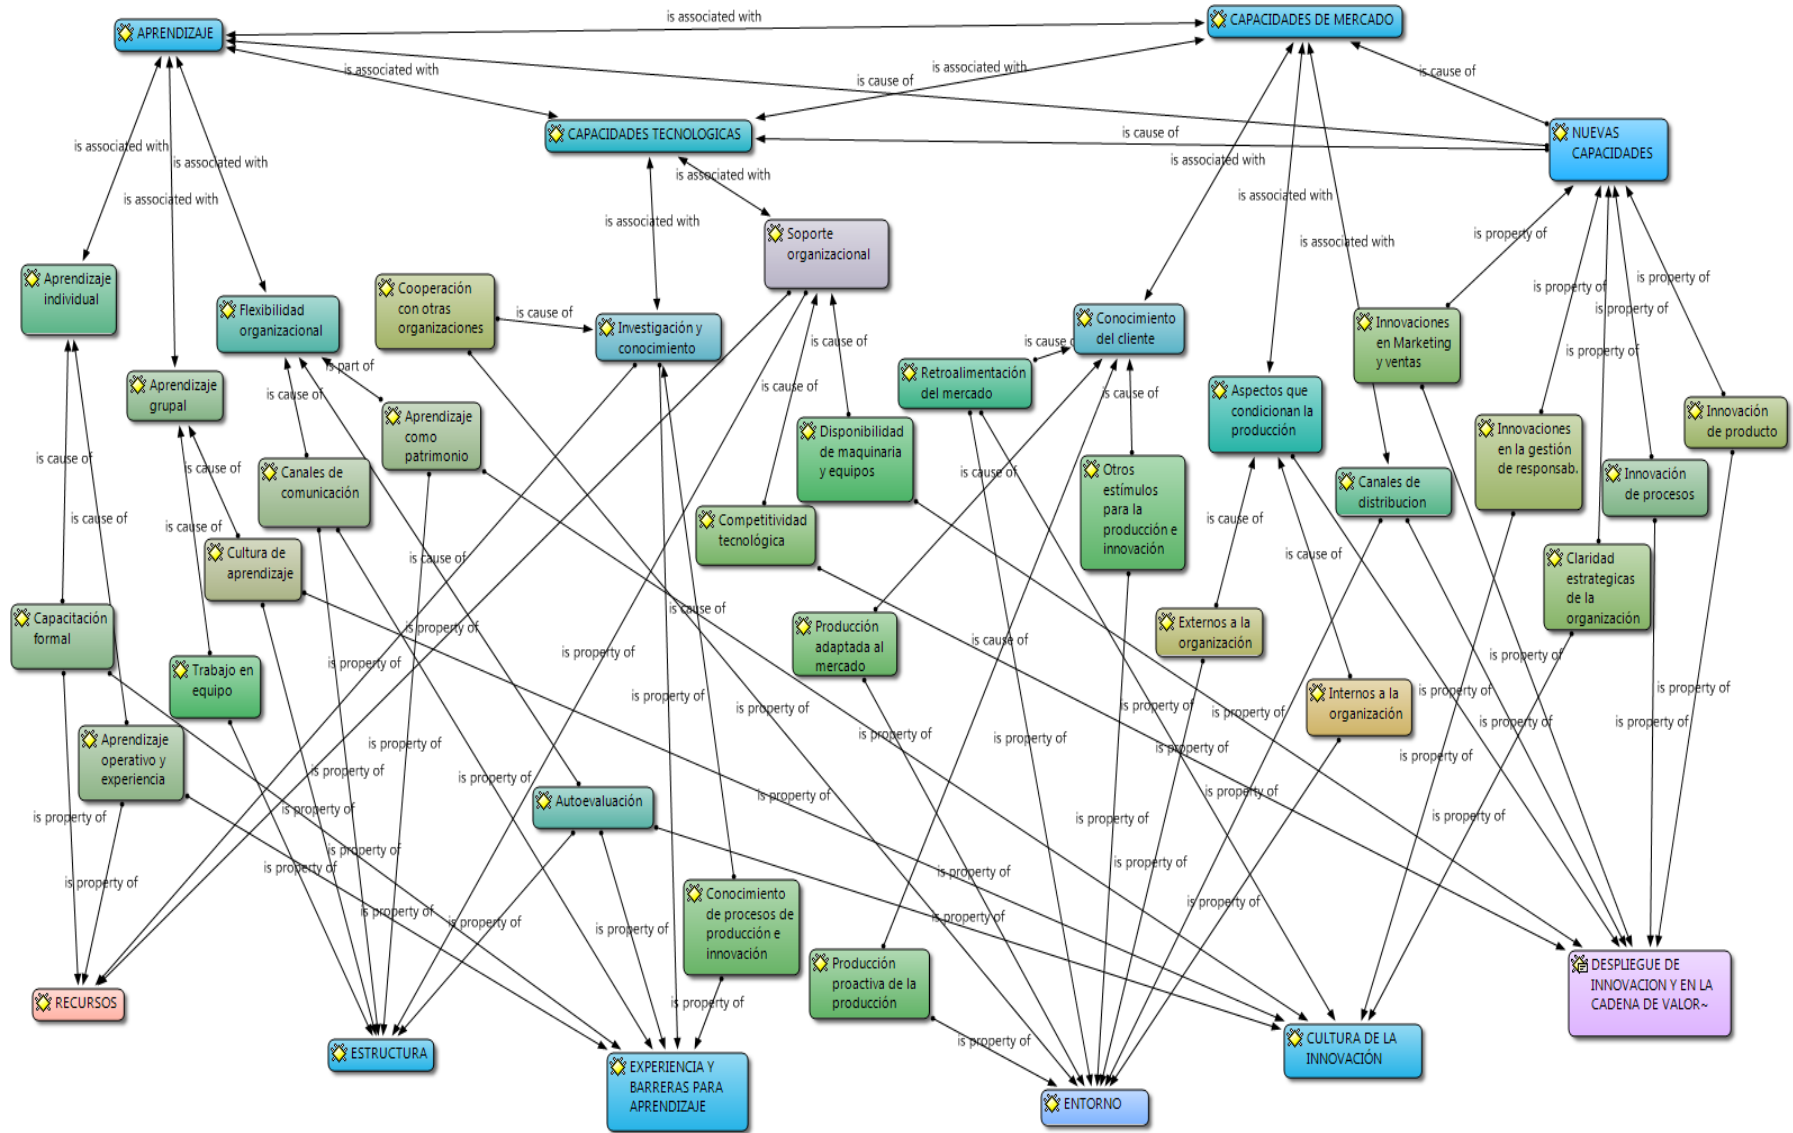 APRENDIZAJE
is associated with
CAPACIDADES DE MERCADO
is associated with
is associated with
is cause of
is cause of
CAPACIDADES TECNOLOGICAS
is cause of
NUEVAS
CAPACIDADES
is associated with
is associated with
is associated with
is associated with
is associated with
is associated with
is associated with
is associated with
Soporte
organizacional
is property of
is associated with
is property of
is property of
is property of
is property of
Aprendizaje
individual
Flexibilidad
organizacional
Cooperación
con otras
organizaciones
is cause of
Investigación y
conocimiento
Conocimiento
del cliente
Innovaciones
en Marketing
y ventas
is cause of
is cause of
Retroalimentación
del mercado
is part of
Aprendizaje
grupal
is cause of
Aprendizaje
como
patrimonio
is cause of
is cause of
Aspectos que
condicionan la
producción
Innovación
de producto
Disponibilidad
de maquinaria
y equipos
Innovaciones
en la gestión
de responsab.
is cause of
is cause of
Canales de
comunicación
is cause of
Otros
estímulos
para la
producción e
innovación
Canales de
distribucion
Innovación
de procesos
is cause of
is cause of
Competitividad
tecnológica
is cause of
Cultura de
aprendizaje
is cause of
is cause of
Claridad
estrategicas
de la
organización
Capacitación
formal
is cause of
is property of
Producción
adaptada al
mercado
is cause of
Externos a la
organización
is property of
is property of
is property of
Trabajo en
equipo
is property of
is property of
is property of
is property of
is property of
Internos a la
organización
is property of
is property of
is property of
Aprendizaje
operativo y
experiencia
is property of
is property of
is property of
is property of
is property of
is property of
is property of
is property of
Autoevaluación
is property of
is property of
is property of
is property of
is property of
is property of
is property of
is property of
is property of
is property of
Conocimiento
de procesos de
producción e
innovación
is property of
is property of
is property of
is property of
is property of
is property of
Producción
proactiva de la
producción
DESPLIEGUE DE
INNOVACION Y EN LA
CADENA DE VALOR~
RECURSOS
is property of
is property of
ESTRUCTURA
EXPERIENCIA Y
BARRERAS PARA
APRENDIZAJE
CULTURA DE LA
INNOVACIÓN
ENTORNO